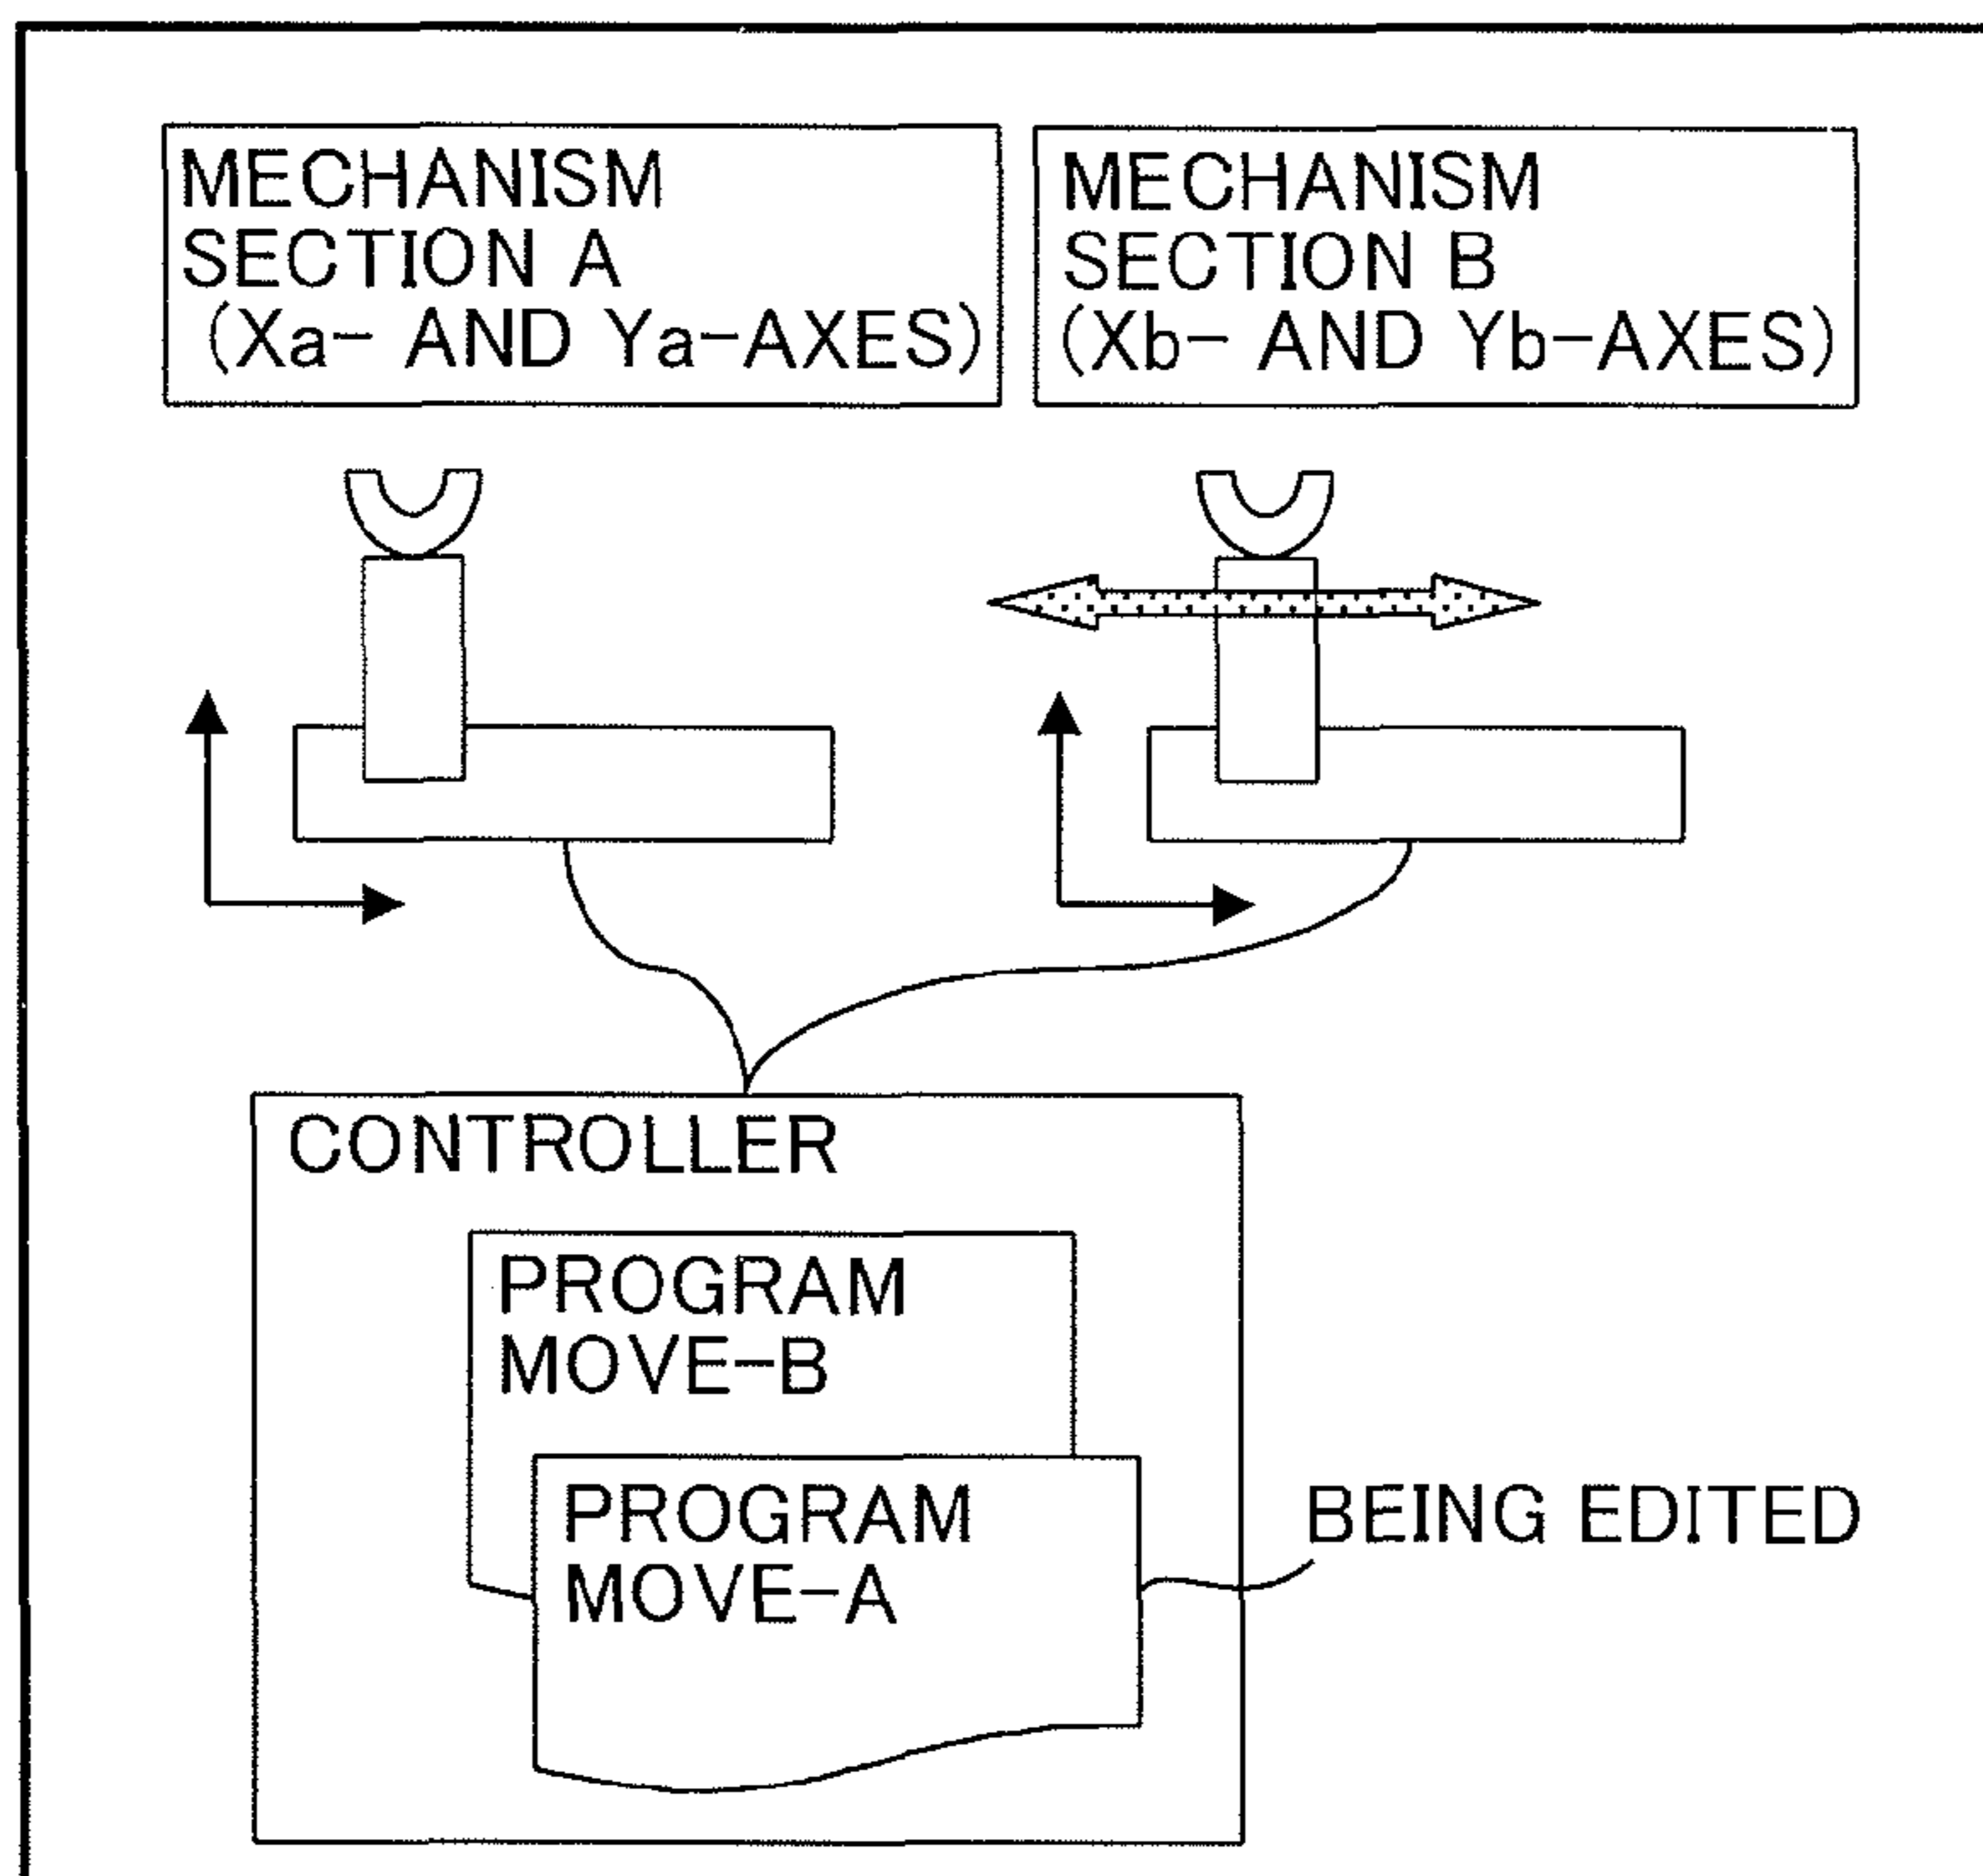 MECHANISM
SECTION A
(Xa- AND Ya-AXES)
MECHANISM
SECTION B
(Xb- AND Yb-AXES)
CONTROLLER
PROGRAM
MOVE-B
PROGRAM
MOVE-A
BEING EDITED